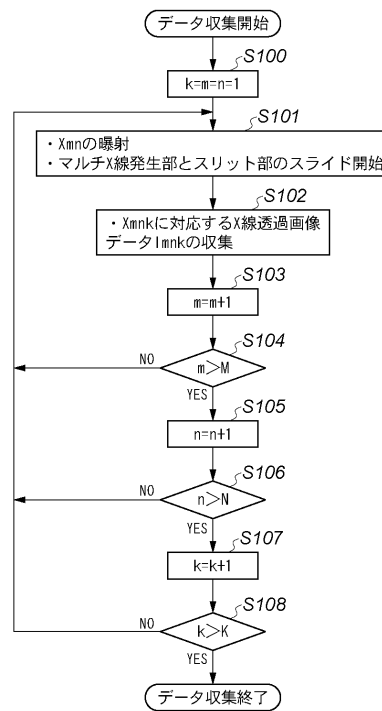 データ収集開始
S100
k=m=n=1
S101
・Xmnの曝射
・マルチX線発生部とスリット部のスライド開始
S102
・Xmnkに対応するX線透過画像
データImnkの収集
S103
m=m+1
S104
NO
m>M
YES
S105
n=n+1
S106
NO
n>N
YES
S107
k=k+1
S108
NO
k>K
YES
データ収集終了